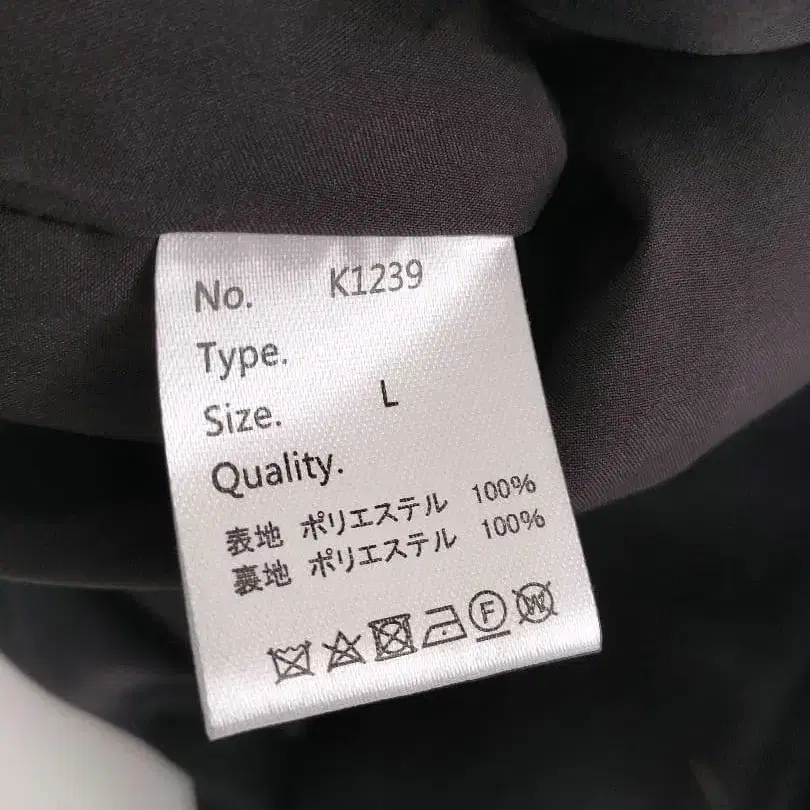 No. K1239
Type.
Size. L
Quality.
表地 ポリエステル 100%
裏地 ポリエステル 100%
F W